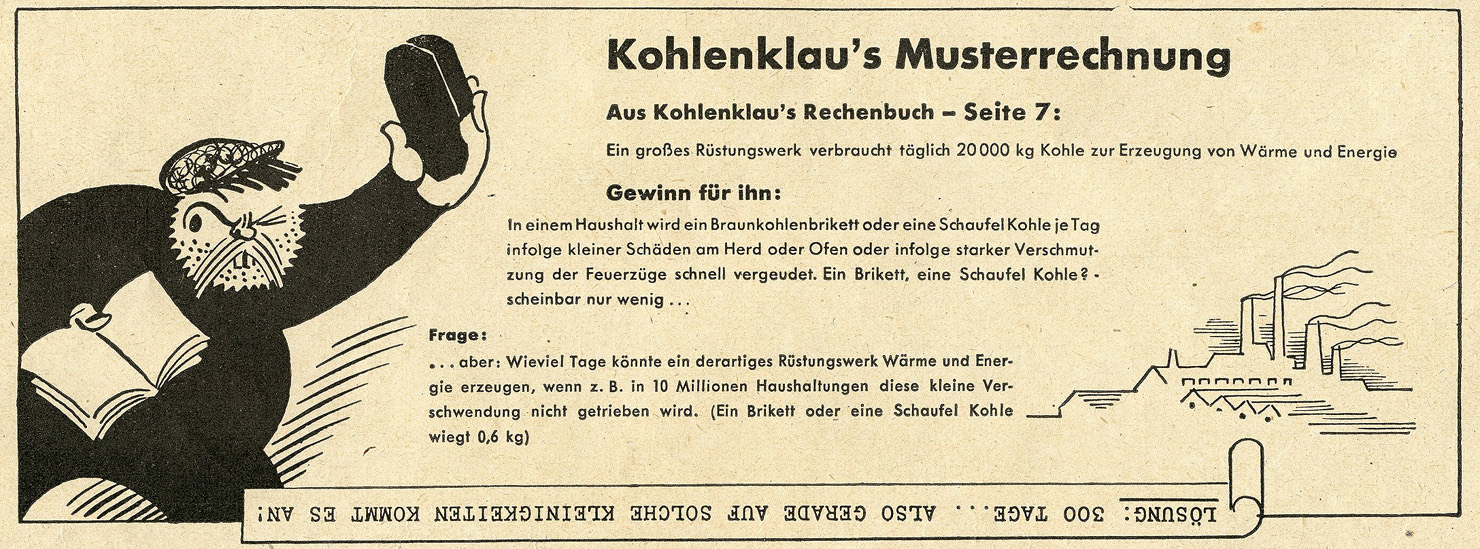 Kohlenklau's Musterrechnung
Aus Kohlenklau's Rechenbuch – Seite 7:
Ein großes Rüstungswerk verbraucht täglich 20000 kg Kohle zur Erzeugung von Wärme und Energie
Gewinn für ihn:
In einem Haushalt wird ein Braunkohlenbrikett oder eine Schaufel Kohle je Tag
infolge kleiner Schäden am Herd oder Ofen oder infolge starker Verschmut-
zung der Feuerzüge schnell vergeudet. Ein Brikett, eine Schaufel Kohle? -
scheinbar nur wenig ...
Frage:
... aber: Wieviel Tage könnte ein derartiges Rüstungswerk Wärme und Ener-
gie erzeugen, wenn z. B. in 10 Millionen Haushaltungen diese kleine Ver-
schwendung nicht getrieben wird. (Ein Brikett oder eine Schaufel Kohle
wiegt 0,6 kg)
LÖSUNG: 300 TAGE... ALSO GERADE AUF SOLCHE KLEINIGKEITEN KOMMT ES AN!